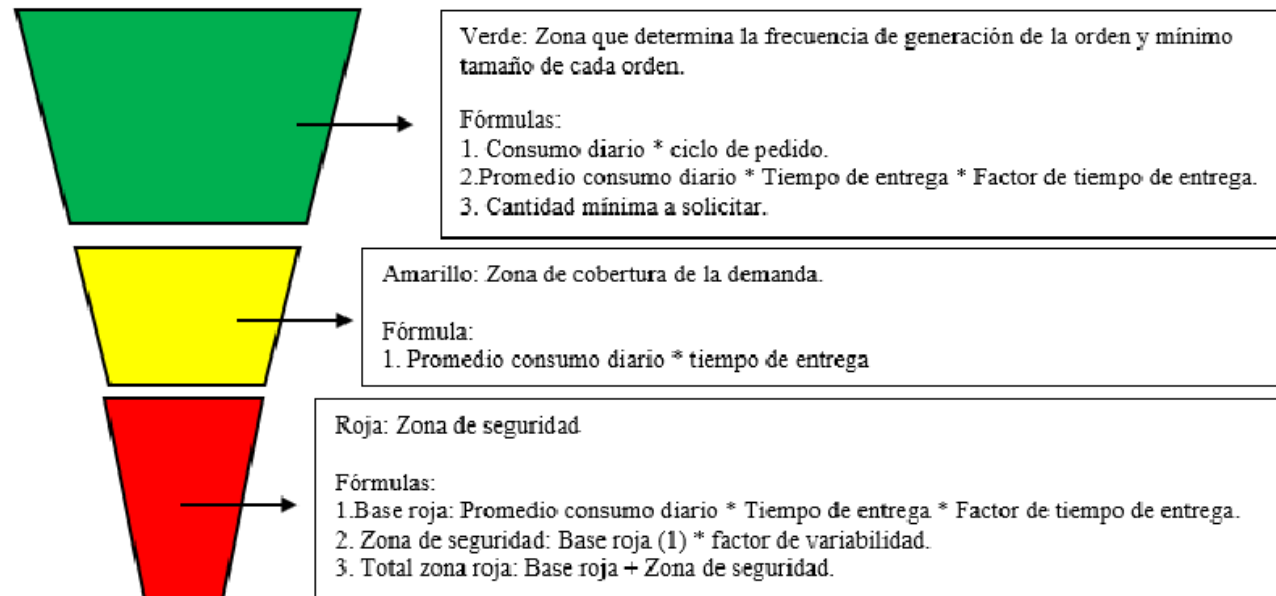 Verde: Zona que determina la frecuencia de generación de la orden y mínimo
tamaño de cada orden.
Fórmulas:
1. Consumo diario * ciclo de pedido.
2.Promedio consumo diario * Tiempo de entrega * Factor de tiempo de entrega.
3. Cantidad mínima a solicitar.
Amarillo: Zona de cobertura de la demanda.
Fórmula:
1. Promedio consumo diario * tiempo de entrega
Roja: Zona de seguridad
Fórmulas:
1.Base roja: Promedio consumo diario * Tiempo de entrega * Factor de tiempo de entrega.
2. Zona de seguridad: Base roja (1) * factor de variabilidad.
3. Total zona roja: Base roja + Zona de seguridad.